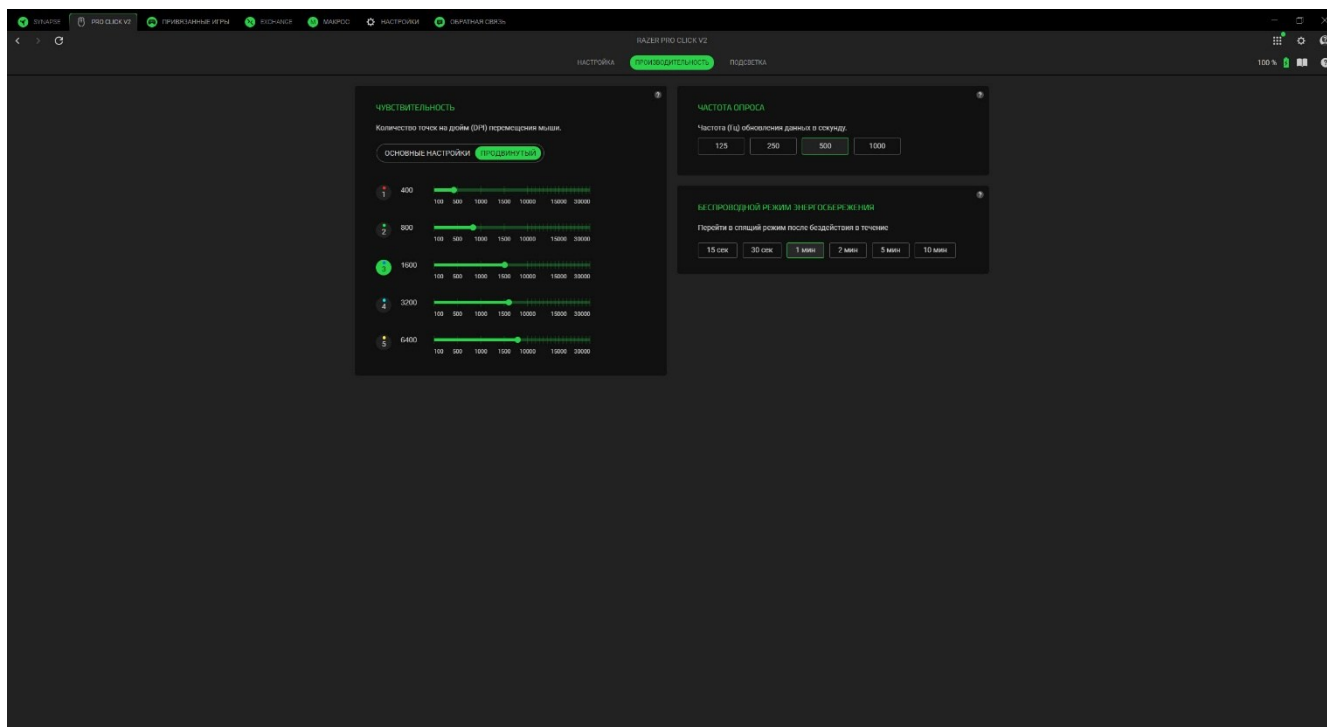 SYNAPSE PRO CLICK V2 ПРИВЯЗАННЫЕ ИГРЫ EXCHANGE МАКРОС НАСТРОЙКИ ОБРАТНАЯ СВЯЗЬ
RAZER PRO CLICK V2
НАСТРОЙКА ПРОИЗВОДИТЕЛЬНОСТЬ ПОДСВЕТКА 100 %
ЧУВСТВИТЕЛЬНОСТЬ
Количество точек на дюйм (DPI) перемещения мыши.
ОСНОВНЫЕ НАСТРОЙКИ ПРОДВИНУТЫЙ
1 400
100 500 1000 1500 10000 15000 30000
2 800
100 500 1000 1500 10000 15000 30000
3 1600
100 500 1000 1500 10000 15000 30000
4 3200
100 500 1000 1500 10000 15000 30000
5 6400
100 500 1000 1500 10000 15000 30000
ЧАСТОТА ОПРОСА
Частота (Гц) обновления данных в секунду.
125 250 500 1000
БЕСПРОВОДНОЙ РЕЖИМ ЭНЕРГОСБЕРЕЖЕНИЯ
Перейти в спящий режим после бездействия в течение
15 сек 30 сек 1 мин 2 мин 5 мин 10 мин